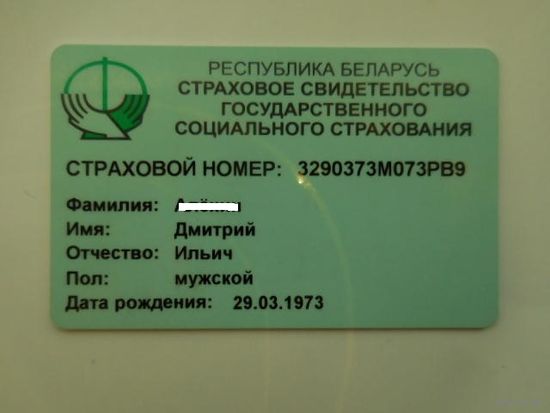 РЕСПУБЛИКА БЕЛАРУСЬ
СТРАХОВОЕ СВИДЕТЕЛЬСТВО
ГОСУДАРСТВЕННОГО
СОЦИАЛЬНОГО СТРАХОВАНИЯ
СТРАХОВОЙ НОМЕР: 3290373M073PB9
Фамилия:
Имя: Дмитрий
Отчество: Ильич
Пол: мужской
Дата рождения: 29.03.1973